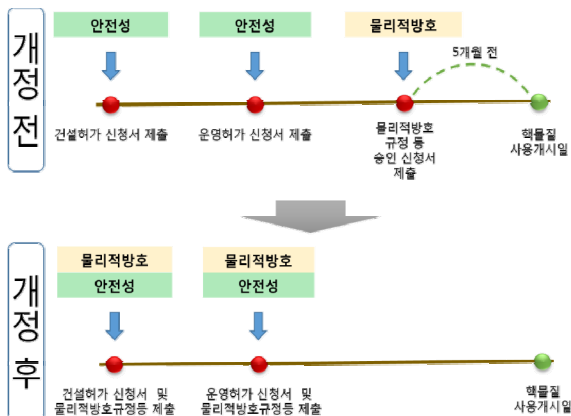 개정 전
안전성
안전성
물리적방호
5개월 전
건설허가 신청서 제출
운영허가 신청서 제출
물리적방호
규정 등
승인 신청서
제출
핵물질
사용개시일
개정 후
물리적방호
안전성
물리적방호
안전성
건설허가 신청서 및
물리적방호규정등 제출
운영허가 신청서 및
물리적방호규정등 제출
핵물질
사용개시일